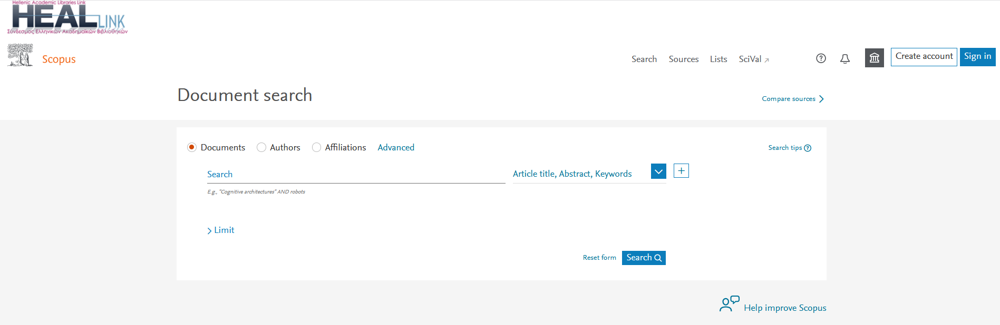 Hellenic Academic Libraries Link
HEAL LINK
Σύνδεσμος Ελληνικών Ακαδημαϊκών Βιβλιοθηκών
Scopus
Search Sources Lists SciVal
Create account Sign in
Document search
Compare sources
Documents Authors Affiliations Advanced
Search tips
Search
Article title, Abstract, Keywords
E.g., "Cognitive architectures" AND robots
Limit
Reset form
Search
Help improve Scopus